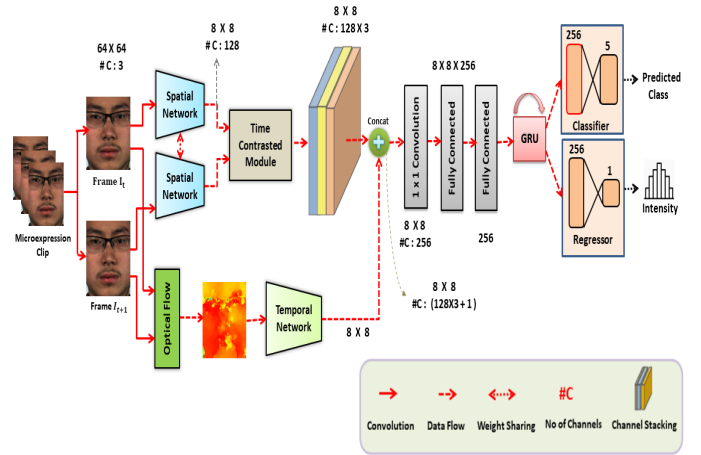 64 X 64
#C : 3
8 X 8
#C : 128
8 X 8
#C : 128 X 3
Microexpression
Clip
Frame It
Frame It+1
Spatial
Network
Spatial
Network
Time
Contrasted
Module
Optical Flow
Temporal
Network
8 X 8
Concat
+
8 X 8 X 256
1 x 1 Convolution
Fully Connected
Fully Connected
8 X 8
#C: 256
256
8 X 8
#C : (128X3 + 1)
GRU
256
5
Classifier
Predicted
Class
256
1
Regressor
Intensity
#C
Convolution
Data Flow
Weight Sharing
No of Channels
Channel Stacking